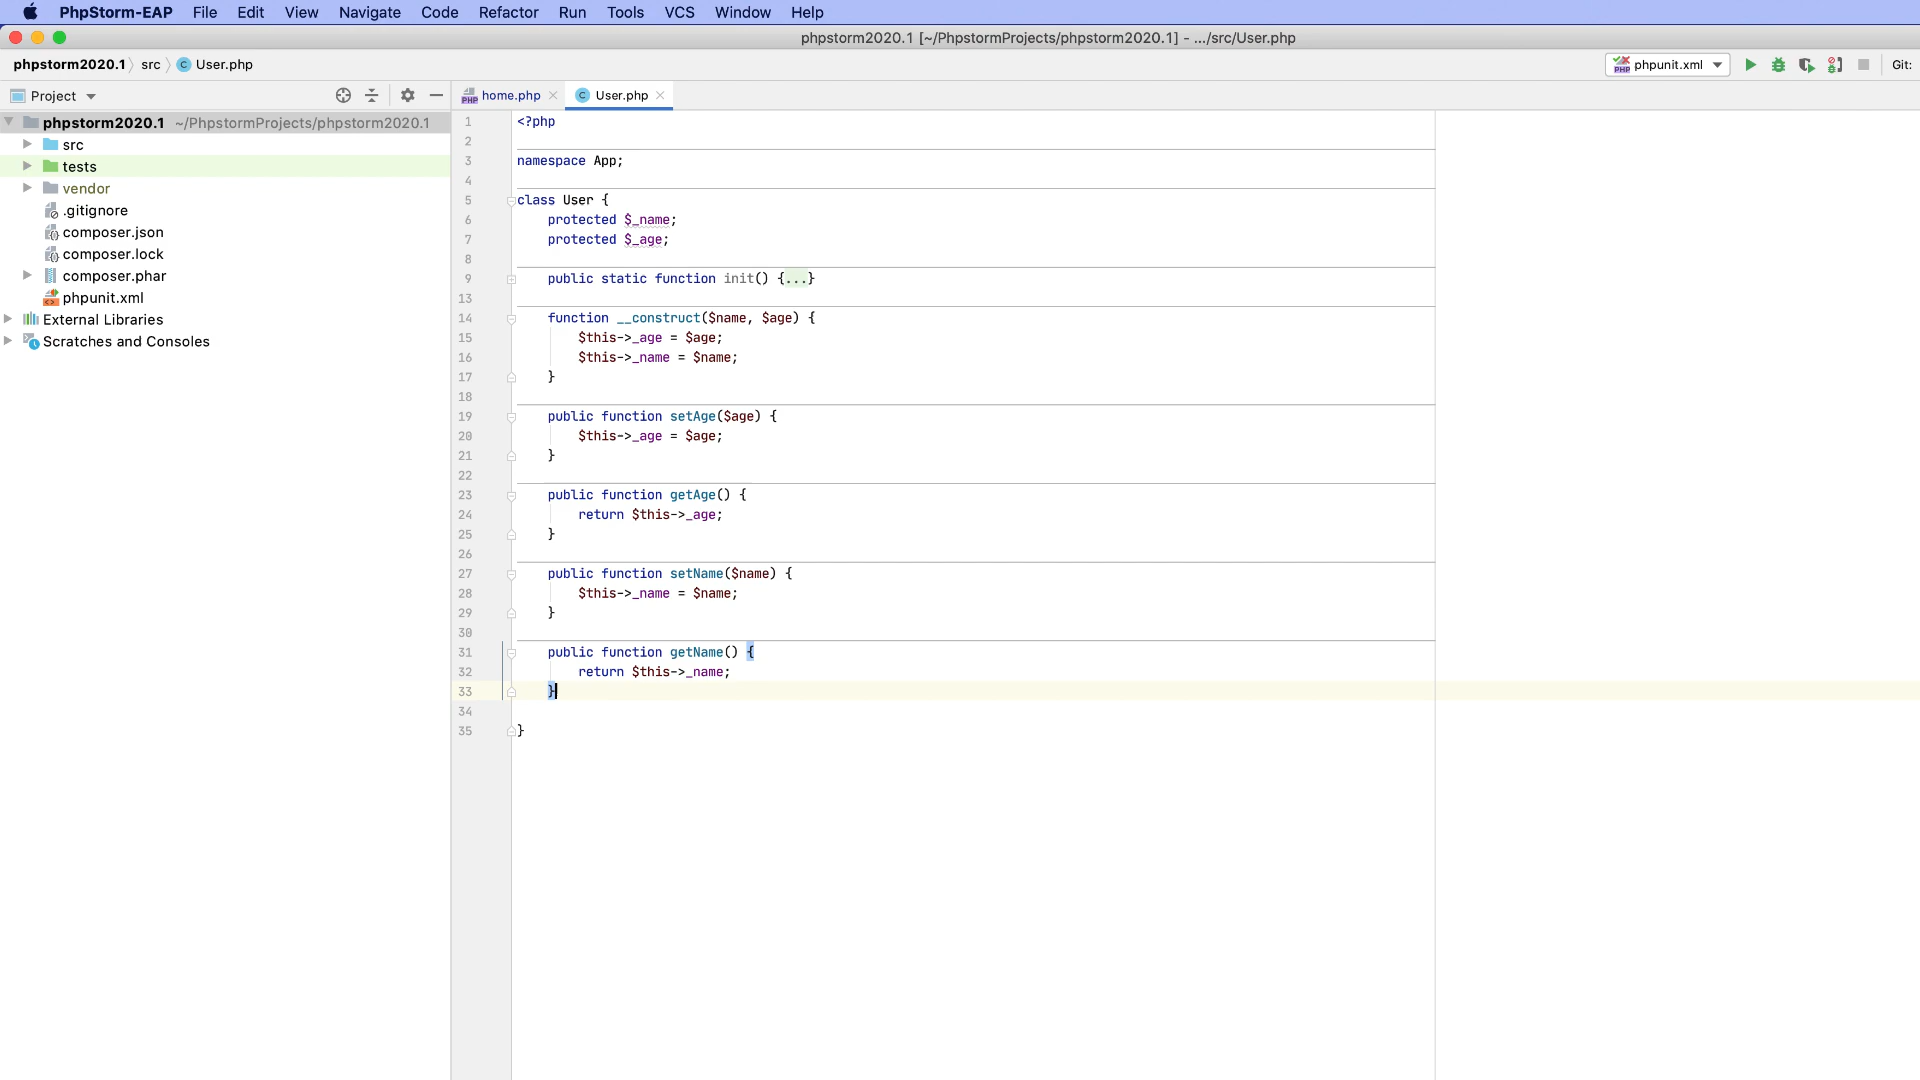 PhpStorm-EAP File Edit View Navigate Code Refactor Run Tools VCS Window Help
phpstorm2020.1 [~/PhpstormProjects/phpstorm2020.1] - .../src/User.php
phpstorm2020.1 src User.php
phpunit.xml Git:
Project
home.php User.php
phpstorm2020.1 ~/PhpstormProjects/phpstorm2020.1
src
tests
vendor
.gitignore
composer.json
composer.lock
composer.phar
phpunit.xml
External Libraries
Scratches and Consoles
1 <?php
2
3 namespace App;
4
5 class User {
6 protected $_name;
7 protected $_age;
8
9 public static function init() {...}
13
14 function __construct($name, $age) {
15 $this->_age = $age;
16 $this->_name = $name;
17 }
18
19 public function setAge($age) {
20 $this->_age = $age;
21 }
22
23 public function getAge() {
24 return $this->_age;
25 }
26
27 public function setName($name) {
28 $this->_name = $name;
29 }
30
31 public function getName() {
32 return $this->_name;
33 }
34
35 }